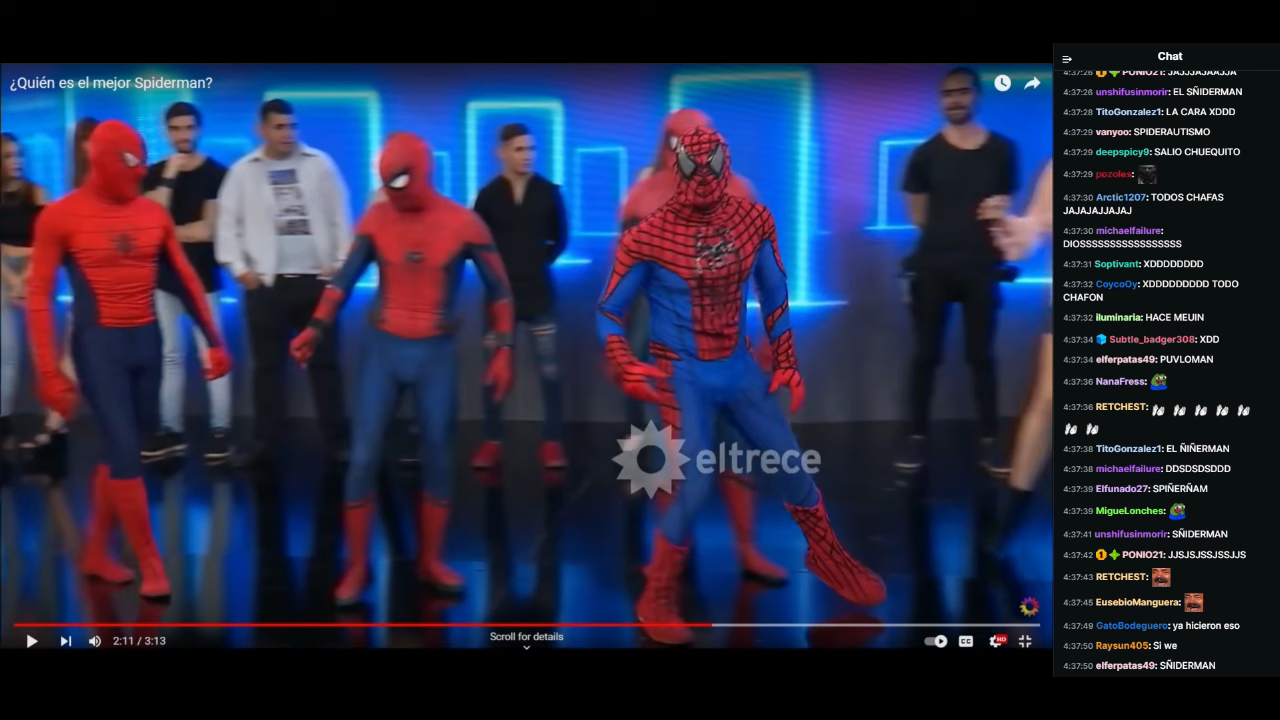 ¿Quién es el mejor Spiderman?
eltrece
Scroll for details
2:11 / 3:13
CC
HD
Chat
4:37:26 PONIO21: JAJJJAJAAJJA
4:37:26 unshifusinmorir: EL SÑIDERMAN
4:37:28 TitoGonzalez1: LA CARA XDDD
4:37:29 vanyoo: SPIDERAUTISMO
4:37:29 deepspicy9: SALIO CHUEQUITO
4:37:29 pozoles:
4:37:30 Arctic1207: TODOS CHAFAS
JAJAJAJJAJAJ
4:37:30 michaelfailure:
DIOSSSSSSSSSSSSSSSSS
4:37:31 Soptivant: XDDDDDDDD
4:37:32 CoycoOy: XDDDDDDDDD TODO
CHAFON
4:37:32 iluminaria: HACE MEUIN
4:37:34 Subtle_badger308: XDD
4:37:34 elferpatas49: PUVLOMAN
4:37:36 NanaFress:
4:37:36 RETCHEST:
4:37:38 TitoGonzalez1: EL ÑIÑERMAN
4:37:38 michaelfailure: DDSDSDSDDD
4:37:39 Elfunado27: SPIÑERÑAM
4:37:39 MigueLonches:
4:37:41 unshifusinmorir: SÑIDERMAN
4:37:42 1 PONIO21: JJSJSJSSJSSJJS
4:37:43 RETCHEST:
4:37:45 EusebioManguera:
4:37:49 GatoBodeguero: ya hicieron eso
4:37:50 Raysun405: Si we
4:37:50 elferpatas49: SÑIDERMAN